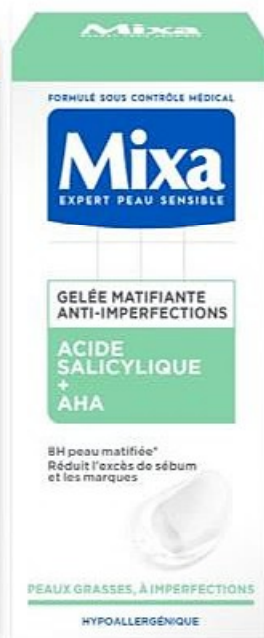 Mixa
FORMULÉ SOUS CONTRÔLE MÉDICAL
Mixa
EXPERT PEAU SENSIBLE
GELÉE MATIFIANTE
ANTI-IMPERFECTIONS
ACIDE
SALICYLIQUE
+
AHA
8H peau matifiée*
Réduit l'excès de sébum
et les marques
PEAUX GRASSES, À IMPERFECTIONS
HYPOALLERGÉNIQUE